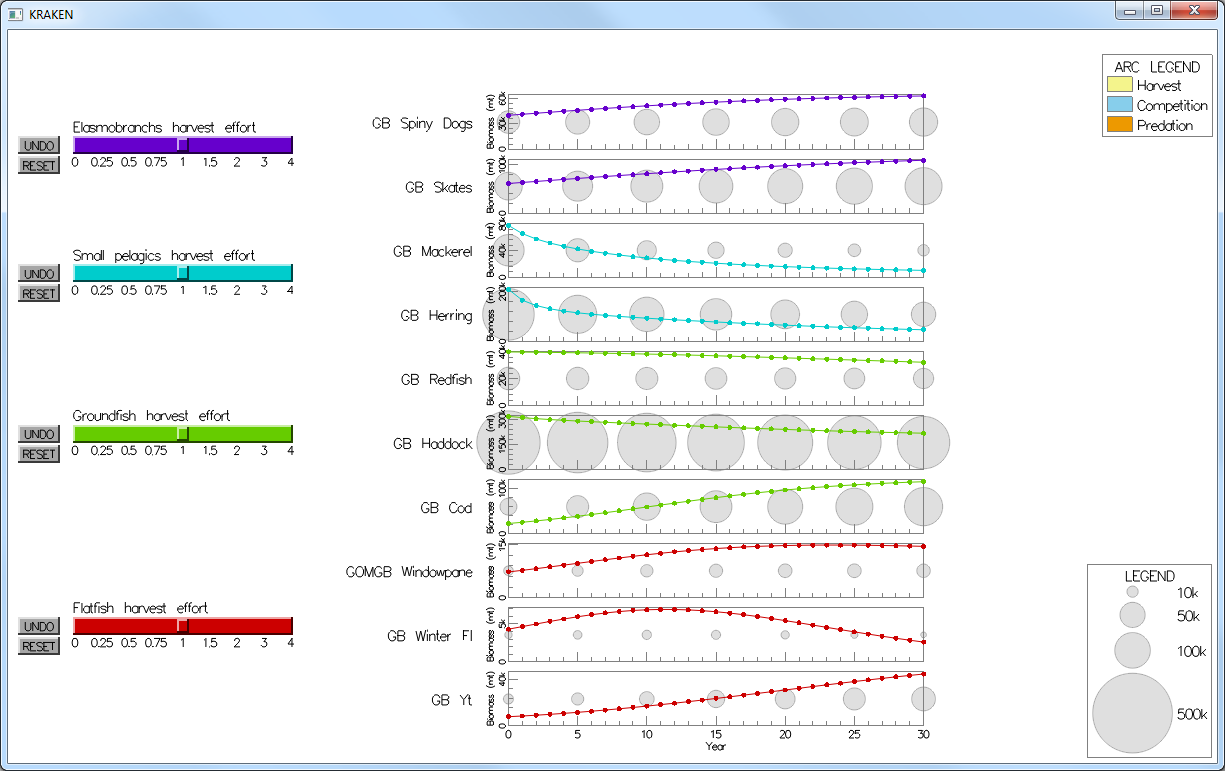 KRAKEN
ARC LEGEND
Harvest
Competition
Predation
Elasmobranchs harvest effort
UNDO
RESET
0 0.25 0.5 0.75 1 1.5 2 3 4
Small pelagics harvest effort
UNDO
RESET
0 0.25 0.5 0.75 1 1.5 2 3 4
Groundfish harvest effort
UNDO
RESET
0 0.25 0.5 0.75 1 1.5 2 3 4
Flatfish harvest effort
UNDO
RESET
0 0.25 0.5 0.75 1 1.5 2 3 4
GB Spiny Dogs
Biomass (mt)
0 30k 60k
GB Skates
Biomass (mt)
0 100k
GB Mackerel
Biomass (mt)
0 40k 80k
GB Herring
Biomass (mt)
0 200k
GB Redfish
Biomass (mt)
0 20k 40k
GB Haddock
Biomass (mt)
0 150k 300k
GB Cod
Biomass (mt)
0 100k
GOMGB Windowpane
Biomass (mt)
0 15k
GB Winter Fl
Biomass (mt)
0 5k
GB Yt
Biomass (mt)
0 40k
0 5 10 15 20 25 30
Year
LEGEND
10k
50k
100k
500k